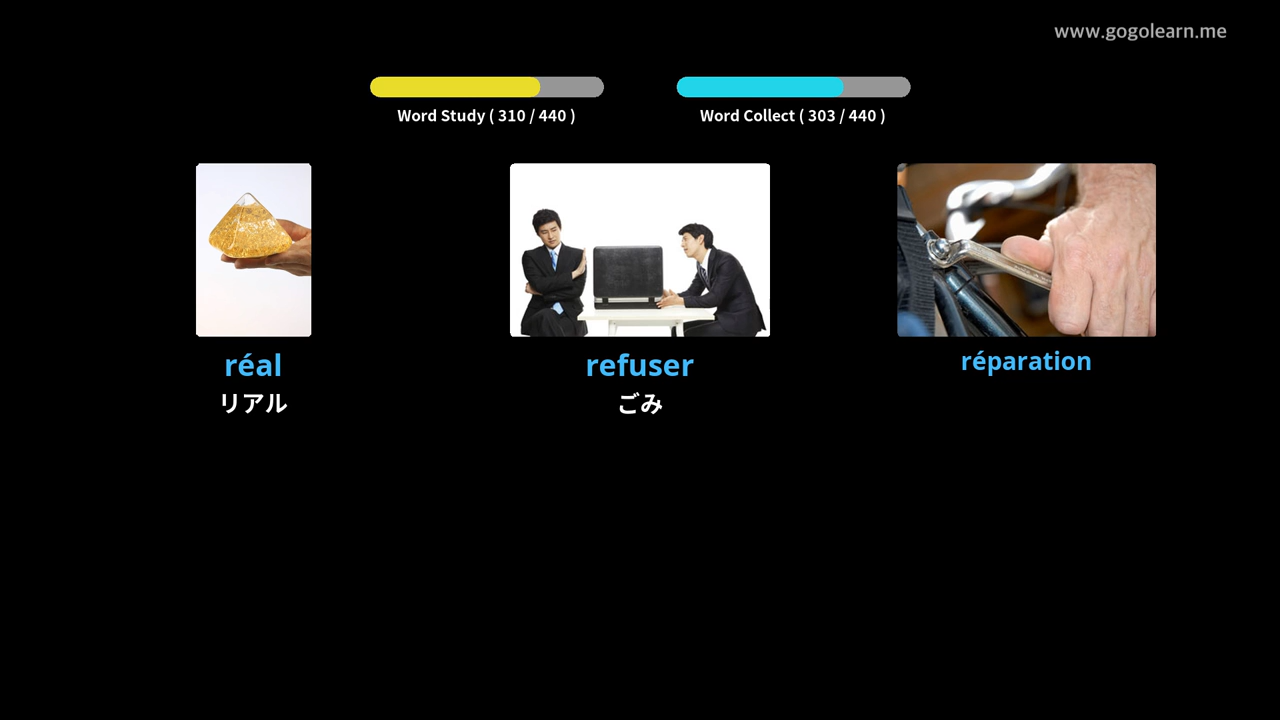 www.gogolearn.me
Word Study ( 310 / 440 )
Word Collect ( 303 / 440 )
réal
リアル
refuser
ごみ
réparation